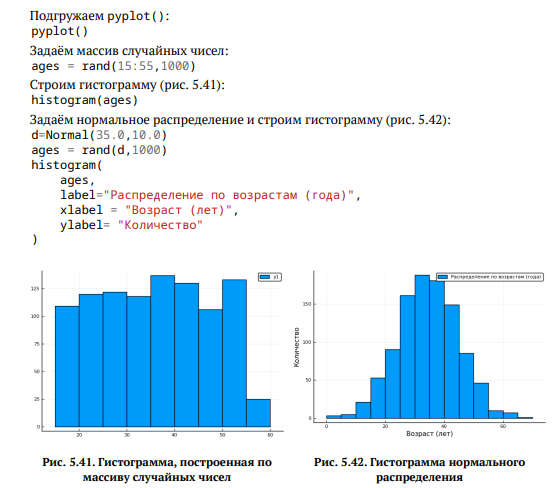 Подгружаем pyplot():
pyplot()
Задаём массив случайных чисел:
ages = rand(15:55,1000)
Строим гистограмму (рис. 5.41):
histogram(ages)
Задаём нормальное распределение и строим гистограмму (рис. 5.42):
d=Normal(35.0,10.0)
ages = rand(d,1000)
histogram(
ages,
label="Распределение по возрастам (года)",
xlabel = "Возраст (лет)",
ylabel= "Количество"
)
y1
125
100
75
50
25
0
20
30
40
50
60
Распределение по возрастам (года)
Количество
150
100
50
0
0
20
40
60
Возраст (лет)
Рис. 5.41. Гистограмма, построенная по
массиву случайных чисел
Рис. 5.42. Гистограмма нормального
распределения